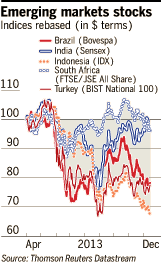 Emerging markets stocks
Indices rebased (in $ terms)
Brazil (Bovespa)
India (Sensex)
Indonesia (IDX)
South Africa
(FTSE/JSE All Share)
Turkey (BIST National 100)
110
100
90
80
70
60
Apr 2013 Dec
Source: Thomson Reuters Datastream